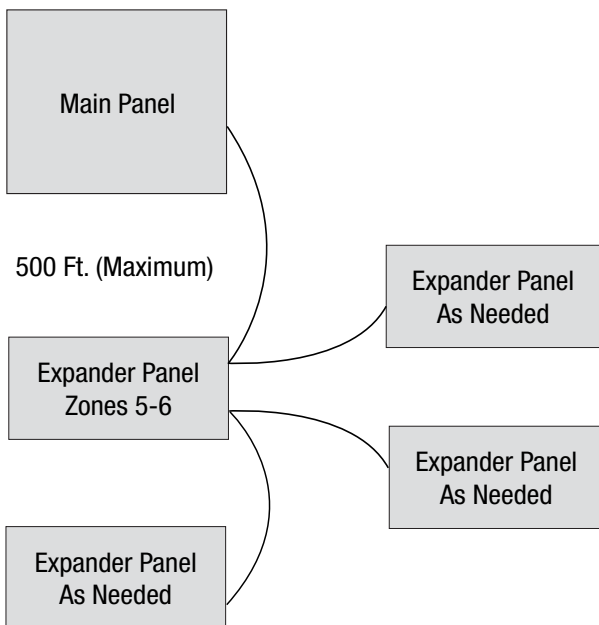 Main Panel
500 Ft. (Maximum)
Expander Panel
As Needed
Expander Panel
Zones 5-6
Expander Panel
As Needed
Expander Panel
As Needed